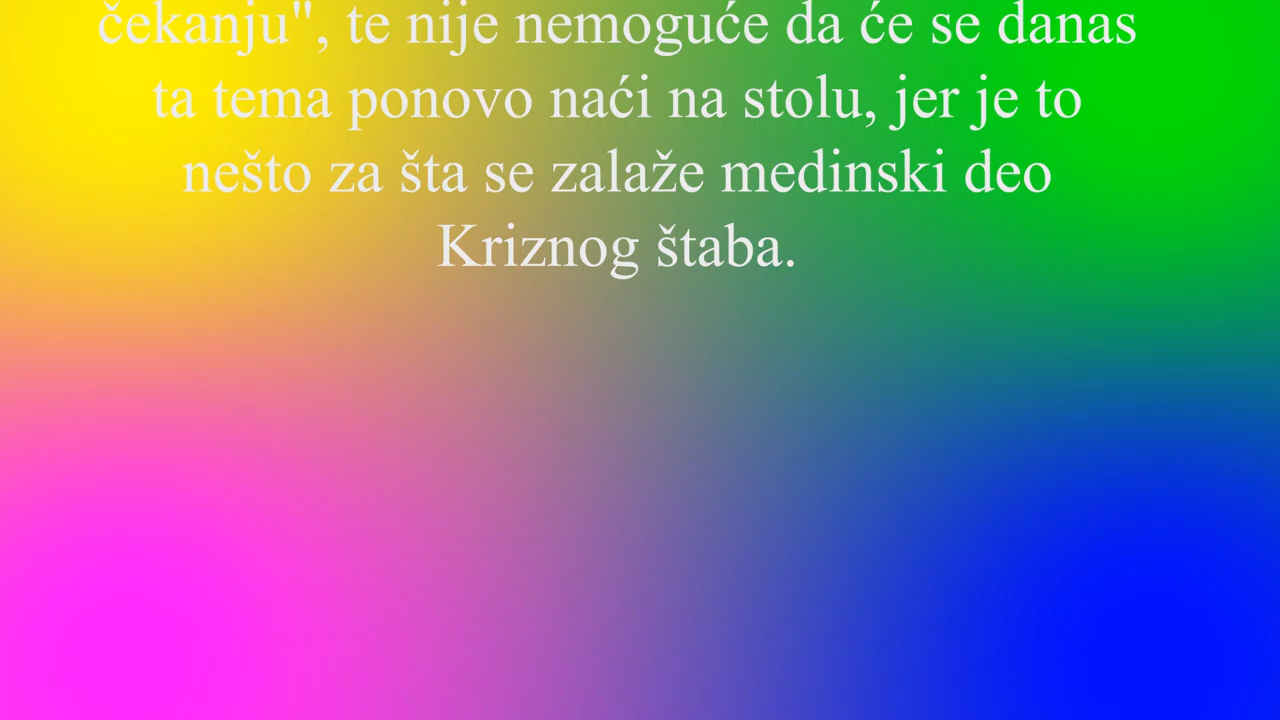 čekanju", te nije nemoguće da će se danas
ta tema ponovo naći na stolu, jer je to
nešto za šta se zalaže medinski deo
Kriznog štaba.